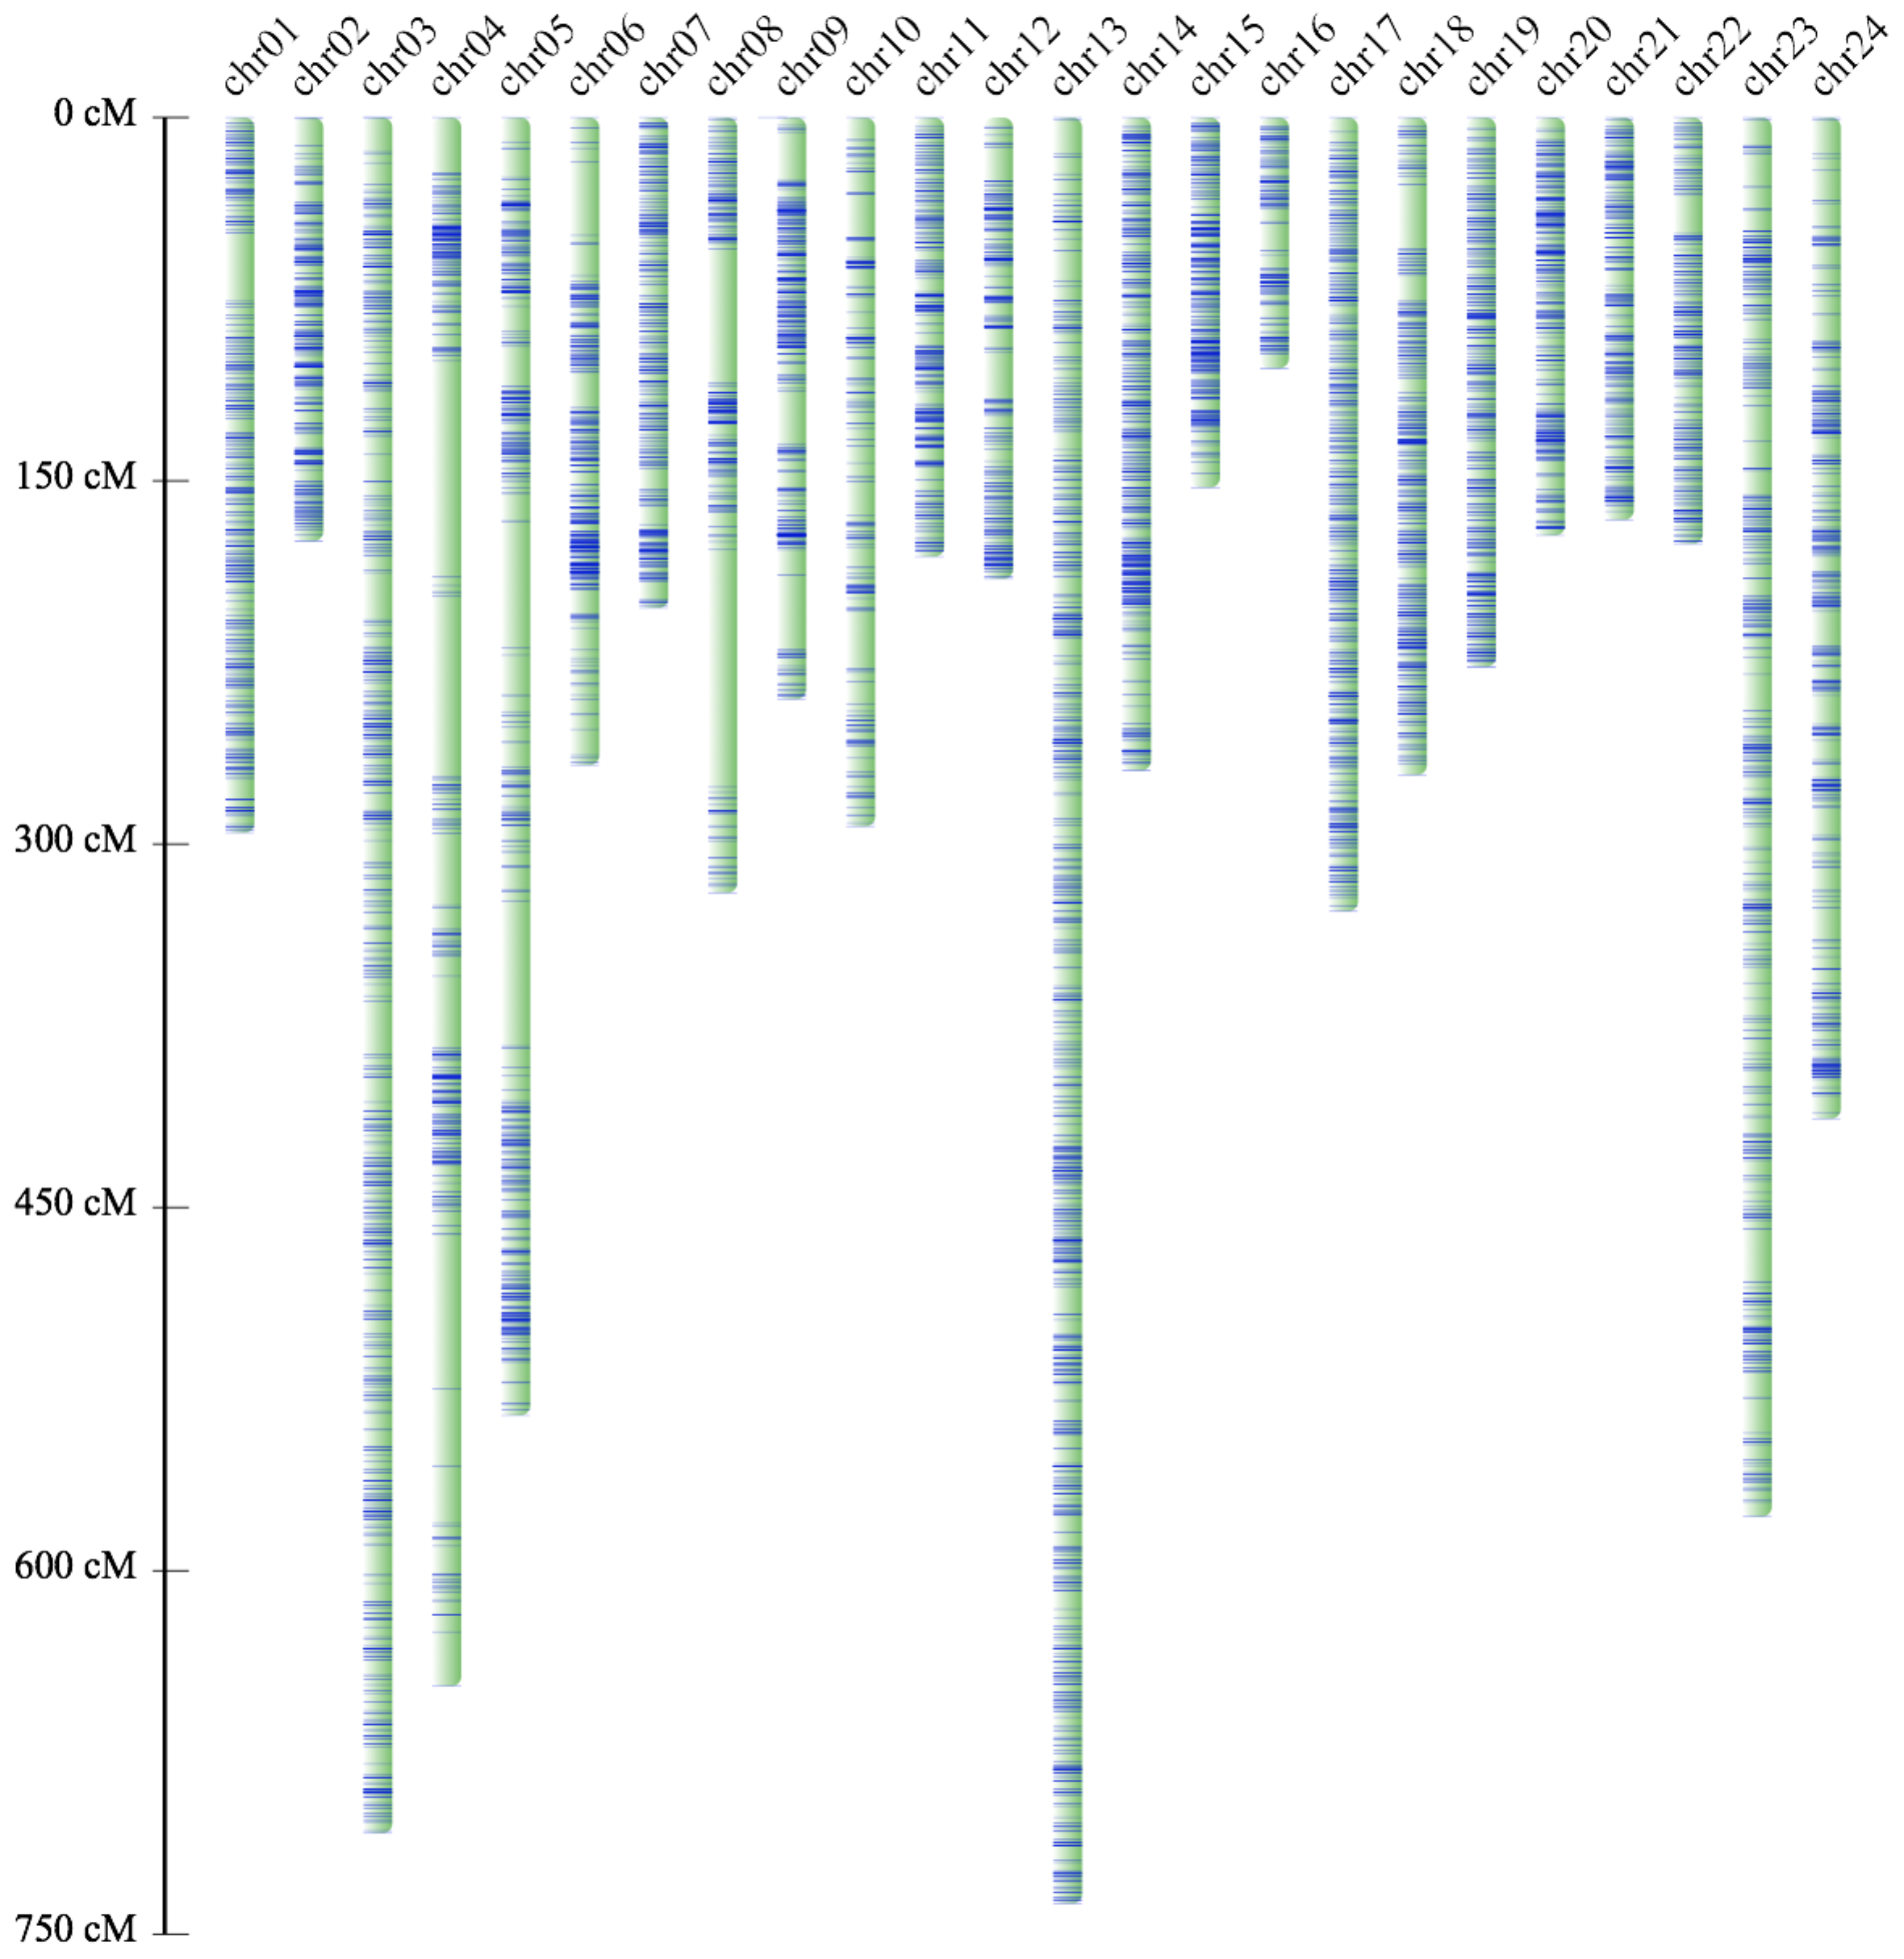 chr01 chr02 chr03 chr04 chr05 chr06 chr07 chr08 chr09 chr10 chr11 chr12 chr13 chr14 chr15 chr16 chr17 chr18 chr19 chr20 chr21 chr22 chr23 chr24
0 cM
150 cM
300 cM
450 cM
600 cM
750 cM